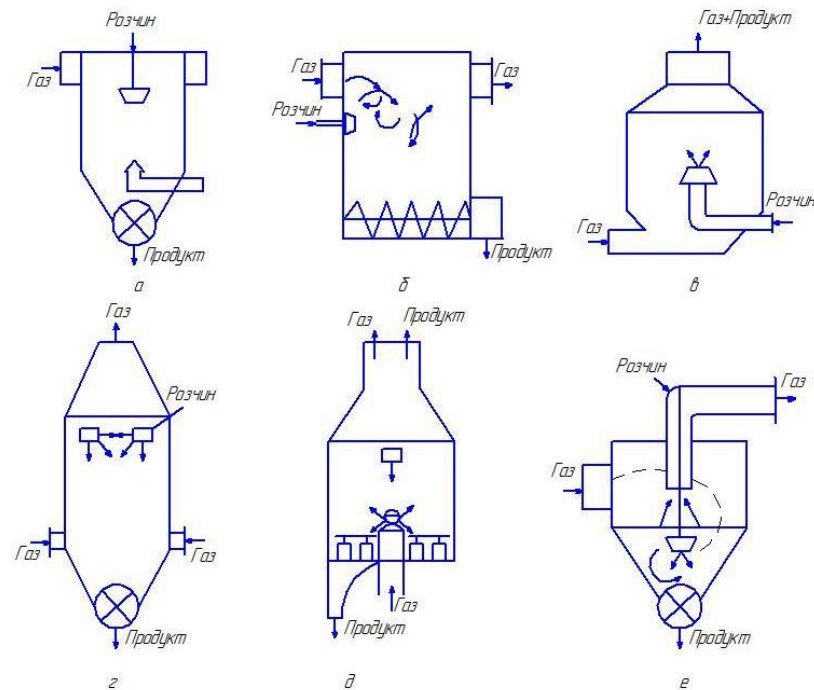 Розчин
Газ
Продукт
а
Газ
Газ
Розчин
Продукт
б
Газ+Продукт
Розчин
Газ
в
Газ
Розчин
Газ
Газ
Продукт
г
Газ
Продукт
Газ
Продукт
д
Розчин
Газ
Газ
Продукт
е